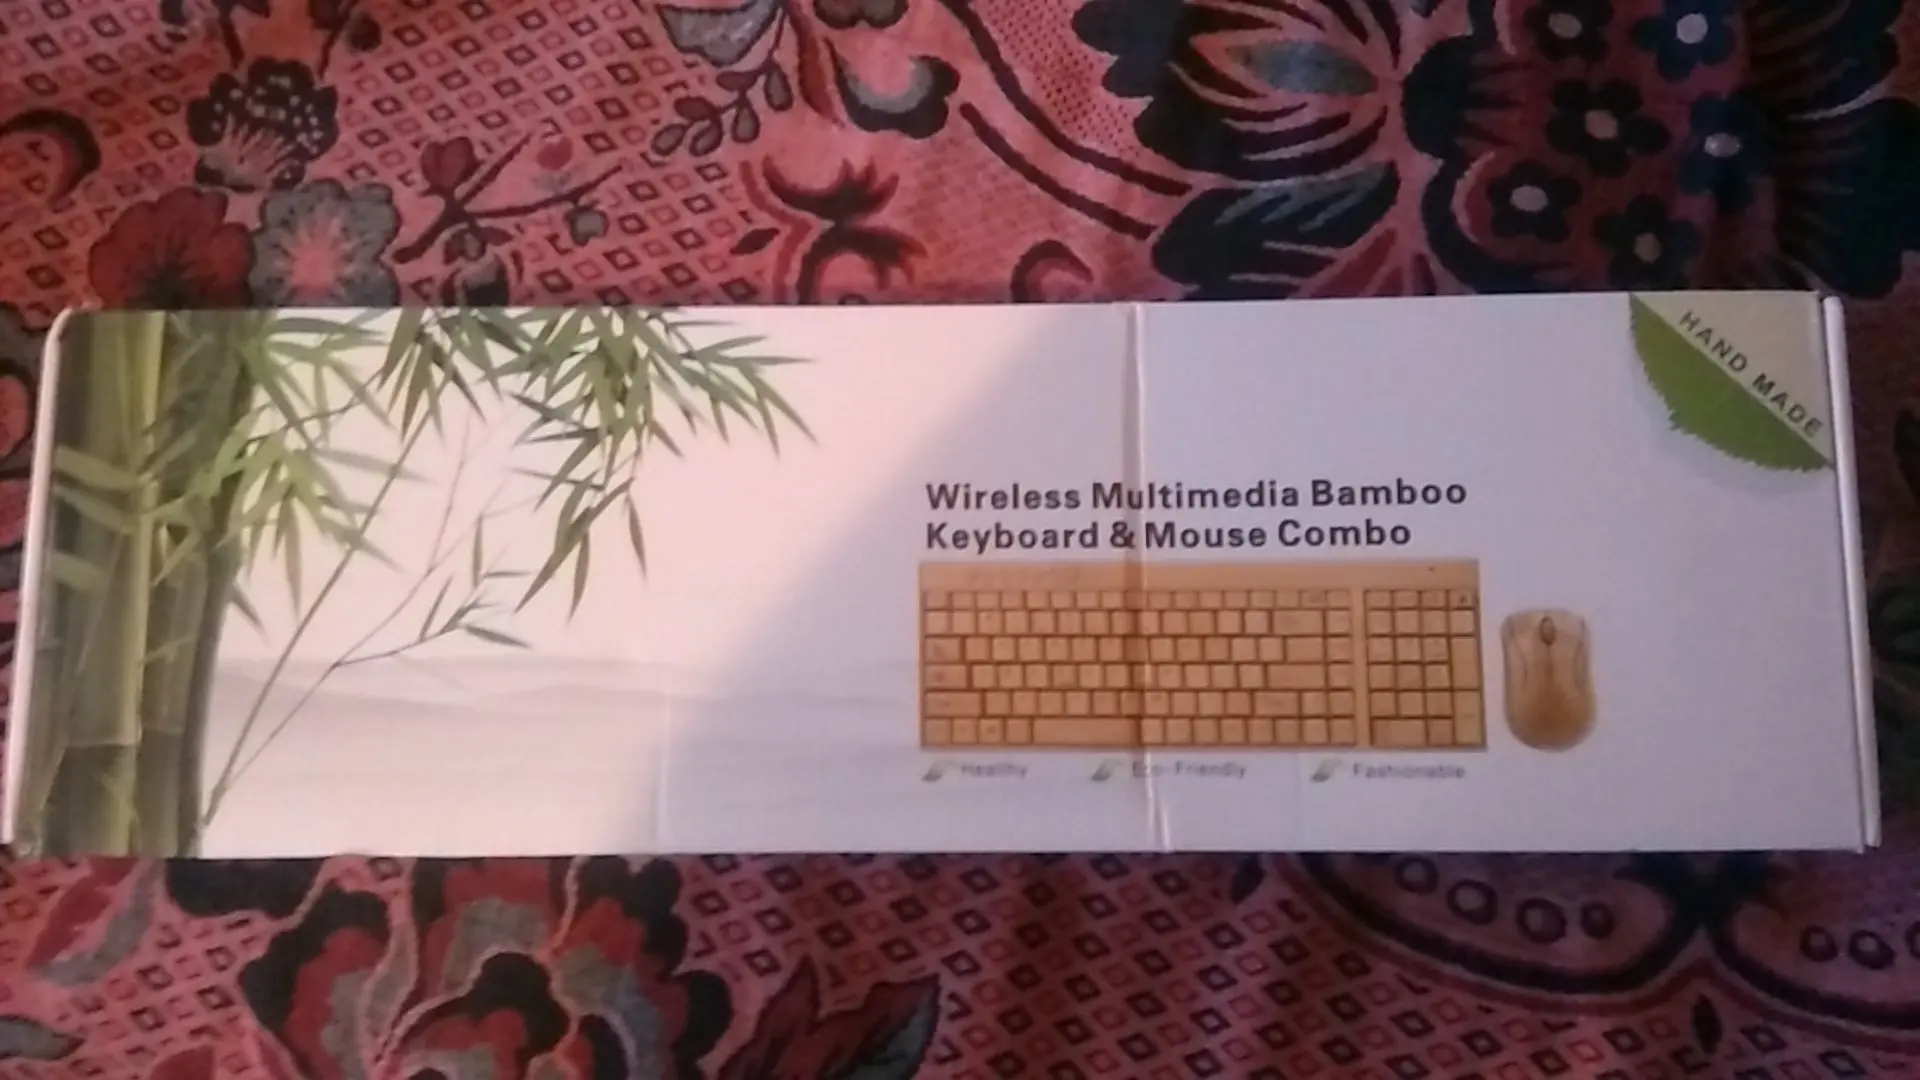 HAND MADE
Wireless Multimedia Bamboo
Keyboard & Mouse Combo
Healthy
Eco-Friendly
Fashionable